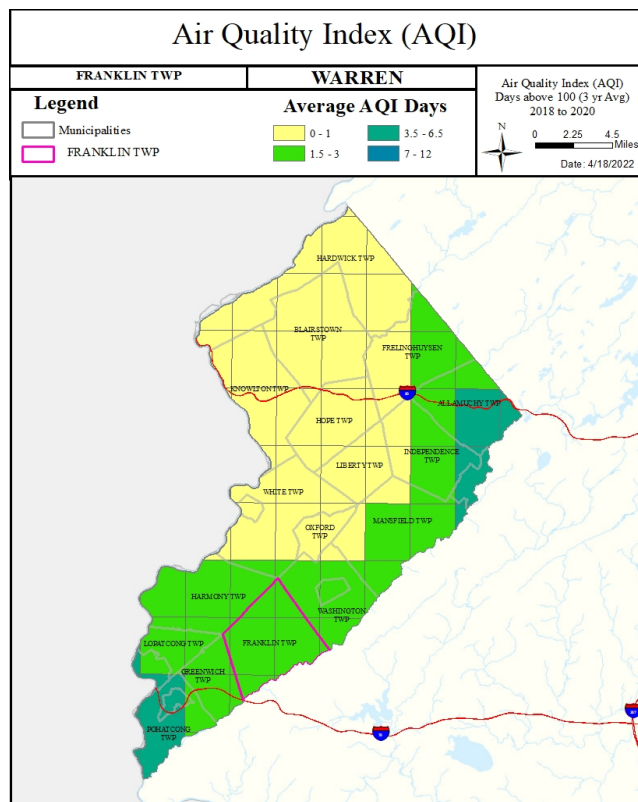 Air Quality Index (AQI)
FRANKLIN TWP
WARREN
Legend
Municipalities
FRANKLIN TWP
Average AQI Days
0 - 1
1.5 - 3
3.5 - 6.5
7 - 12
Air Quality Index (AQI)
Days above 100 (3 yr Avg)
2018 to 2020
N
0 2.25 4.5
Miles
Date: 4/18/2022
HARDWICK TWP
BLAIRSTOWN
TWP
FRELINGHUYSEN
TWP
KNOWLTON TWP
ALLAMUCHY TWP
HOPE TWP
INDEPENDENCE
TWP
LIBERTY TWP
WHITE TWP
MANSFIELD TWP
OXFORD
TWP
HARMONY TWP
WASHINGTON
TWP
LOPATCONG TWP
FRANKLIN TWP
GREENWICH
TWP
POHATCONG
TWP